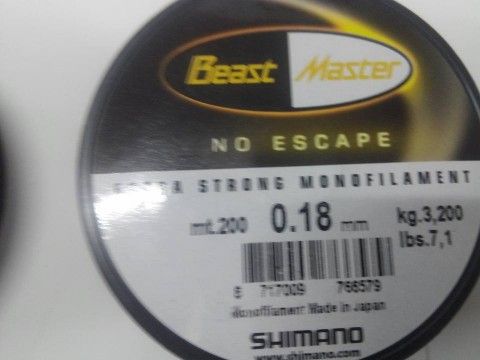 Beast Master
NO ESCAPE
EXTRA STRONG MONOFILAMENT
mt.200 0.18 mm kg.3,200
lbs.7,1
8 717009 766579
Monofilament Made in Japan
SHIMANO
www.shimano.com